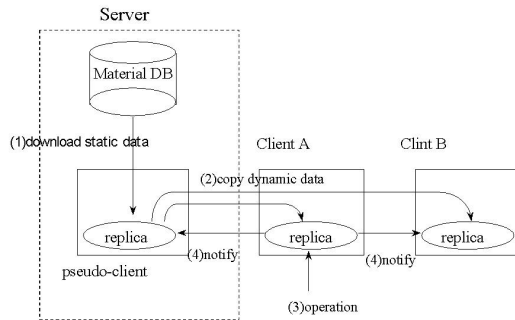 Server
Material DB
(1)download static data
Client A
Clint B
(2)copy dynamic data
replica
replica
replica
(4)notify
(4)notify
pseudo-client
(3)operation